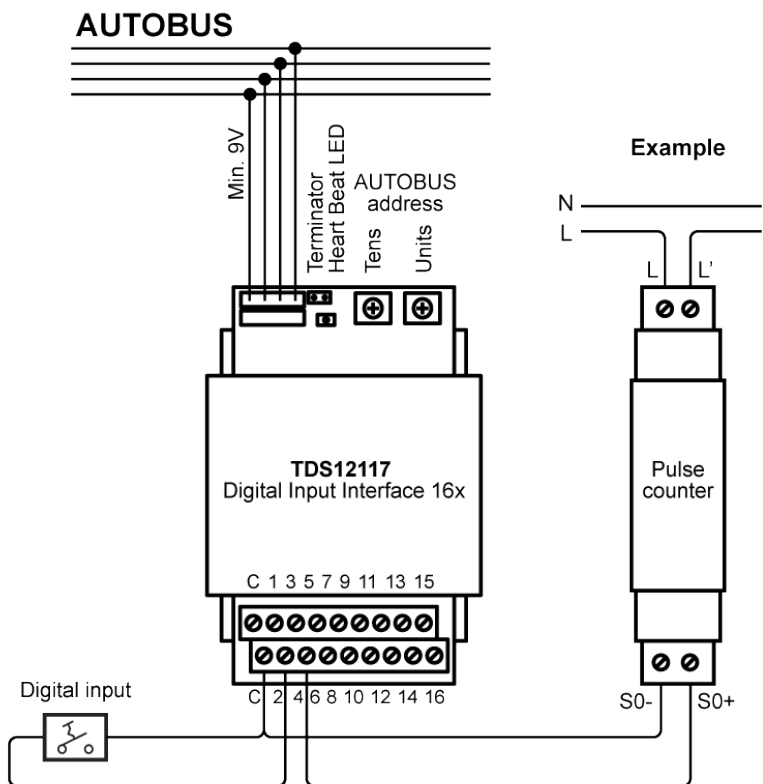 AUTOBUS
Min. 9V
Terminator
Heart Beat LED
AUTOBUS
address
Tens
Units
Example
N
L
L
L’
TDS12117
Digital Input Interface 16x
Pulse
counter
C 1 3 5 7 9 11 13 15
C 2 4 6 8 10 12 14 16
Digital input
S0-
S0+